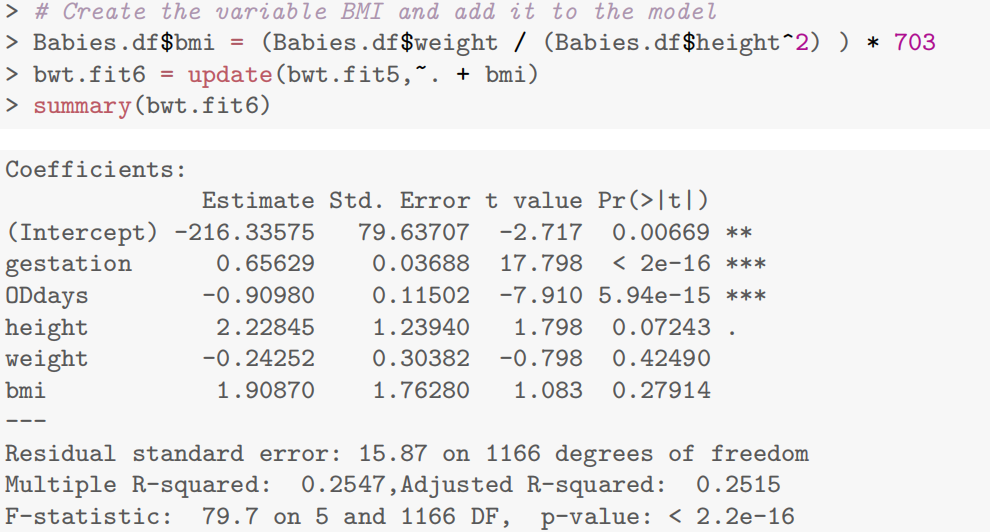 > # Create the variable BMI and add it to the model
> Babies.df$bmi = (Babies.df$weight / (Babies.df$height^2) ) * 703
> bwt.fit6 = update(bwt.fit5,~. + bmi)
> summary(bwt.fit6)
Coefficients:
Estimate Std. Error t value Pr(>|t|)
(Intercept) -216.33575 79.63707 -2.717 0.00669 **
gestation 0.65629 0.03688 17.798 < 2e-16 ***
ODdays -0.90980 0.11502 -7.910 5.94e-15 ***
height 2.22845 1.23940 1.798 0.07243 .
weight -0.24252 0.30382 -0.798 0.42490
bmi 1.90870 1.76280 1.083 0.27914
---
Residual standard error: 15.87 on 1166 degrees of freedom
Multiple R-squared: 0.2547,Adjusted R-squared: 0.2515
F-statistic: 79.7 on 5 and 1166 DF, p-value: < 2.2e-16